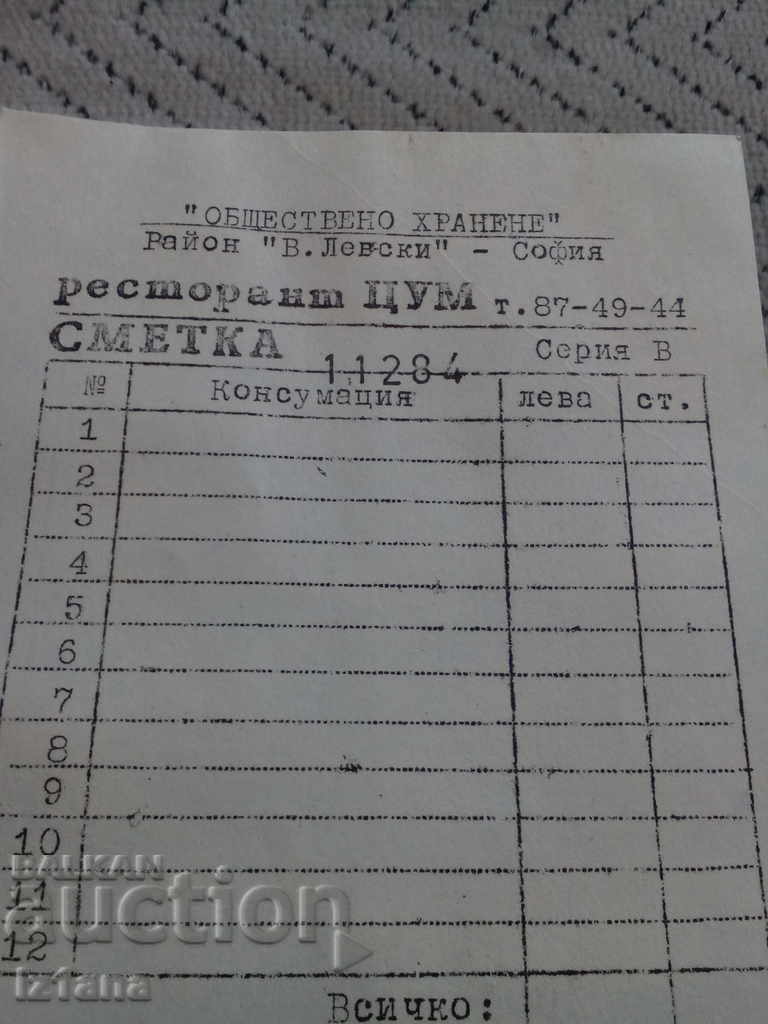 "ОБЩЕСТВЕНО ХРАНЕНЕ"
Район "В.Левски" - София
ресторант ЦУМ т.87-49-44
СМЕТКА 11284 Серия В
№ Консумация лева ст.
1
2
3
4
5
6
7
8
9
10
11
12
Всичко:
BALKAN
auction
iziana